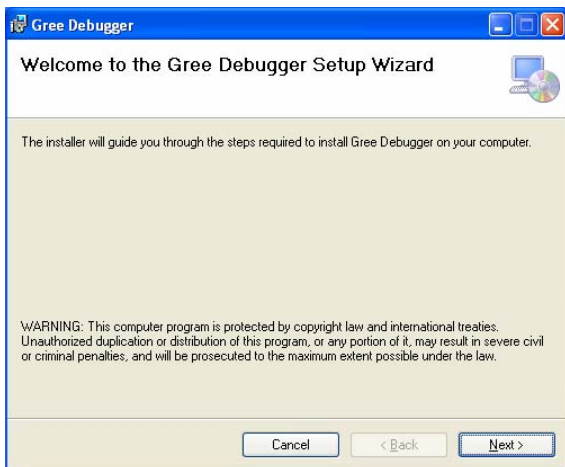 Gree Debugger
Welcome to the Gree Debugger Setup Wizard
The installer will guide you through the steps required to install Gree Debugger on your computer.
WARNING: This computer program is protected by copyright law and international treaties.
Unauthorized duplication or distribution of this program, or any portion of it, may result in severe civil
or criminal penalties, and will be prosecuted to the maximum extent possible under the law.
Cancel
< Back
Next >